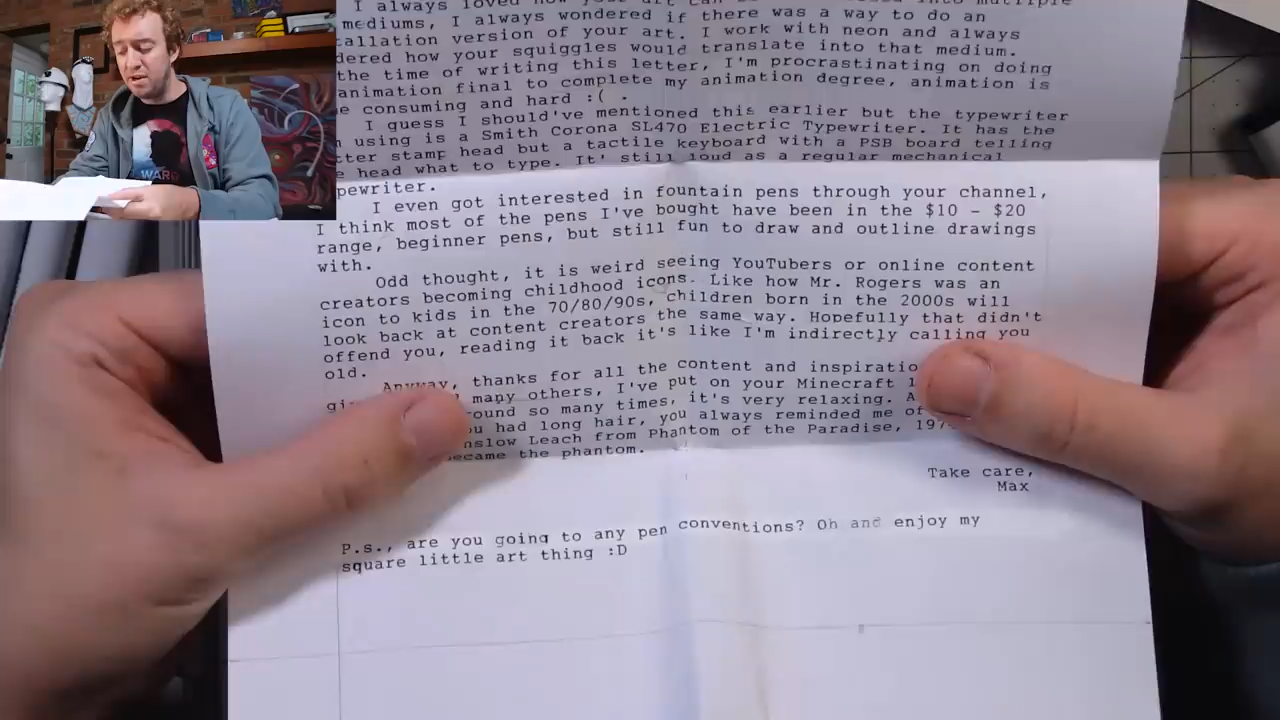 I always loved how your art can
mediums, I always wondered if there was a way to do an
allation version of your art. I work with neon and always
dered how your squiggles would translate into that medium.
the time of writing this letter, I'm procrastinating on doing
animation final to complete my animation degree, animation is
e consuming and hard :( .
I guess I should've mentioned this earlier but the typewriter
using is a Smith Corona SL470 Electric Typewriter. It has the
tter stamp head but a tactile keyboard with a PSB board telling
e head what to type. It' still loud as a regular mechanical
pewriter.
I even got interested in fountain pens through your channel,
I think most of the pens I've bought have been in the $10 - $20
range, beginner pens, but still fun to draw and outline drawings
with.
Odd thought, it is weird seeing YouTubers or online content
creators becoming childhood icons. Like how Mr. Rogers was an
icon to kids in the 70/80/90s, children born in the 2000s will
look back at content creators the same way. Hopefully that didn't
offend you, reading it back it's like I'm indirectly calling you
old.
Anyway, thanks for all the content and inspiratio
gi many others, I've put on your Minecraft l
ound so many times, it's very relaxing. A
ou had long hair, you always reminded me of
nslow Leach from Phantom of the Paradise, 197
ecame the phantom.
Take care,
Max
P.s., are you going to any pen conventions? Oh and enjoy my
square little art thing :D
WAR